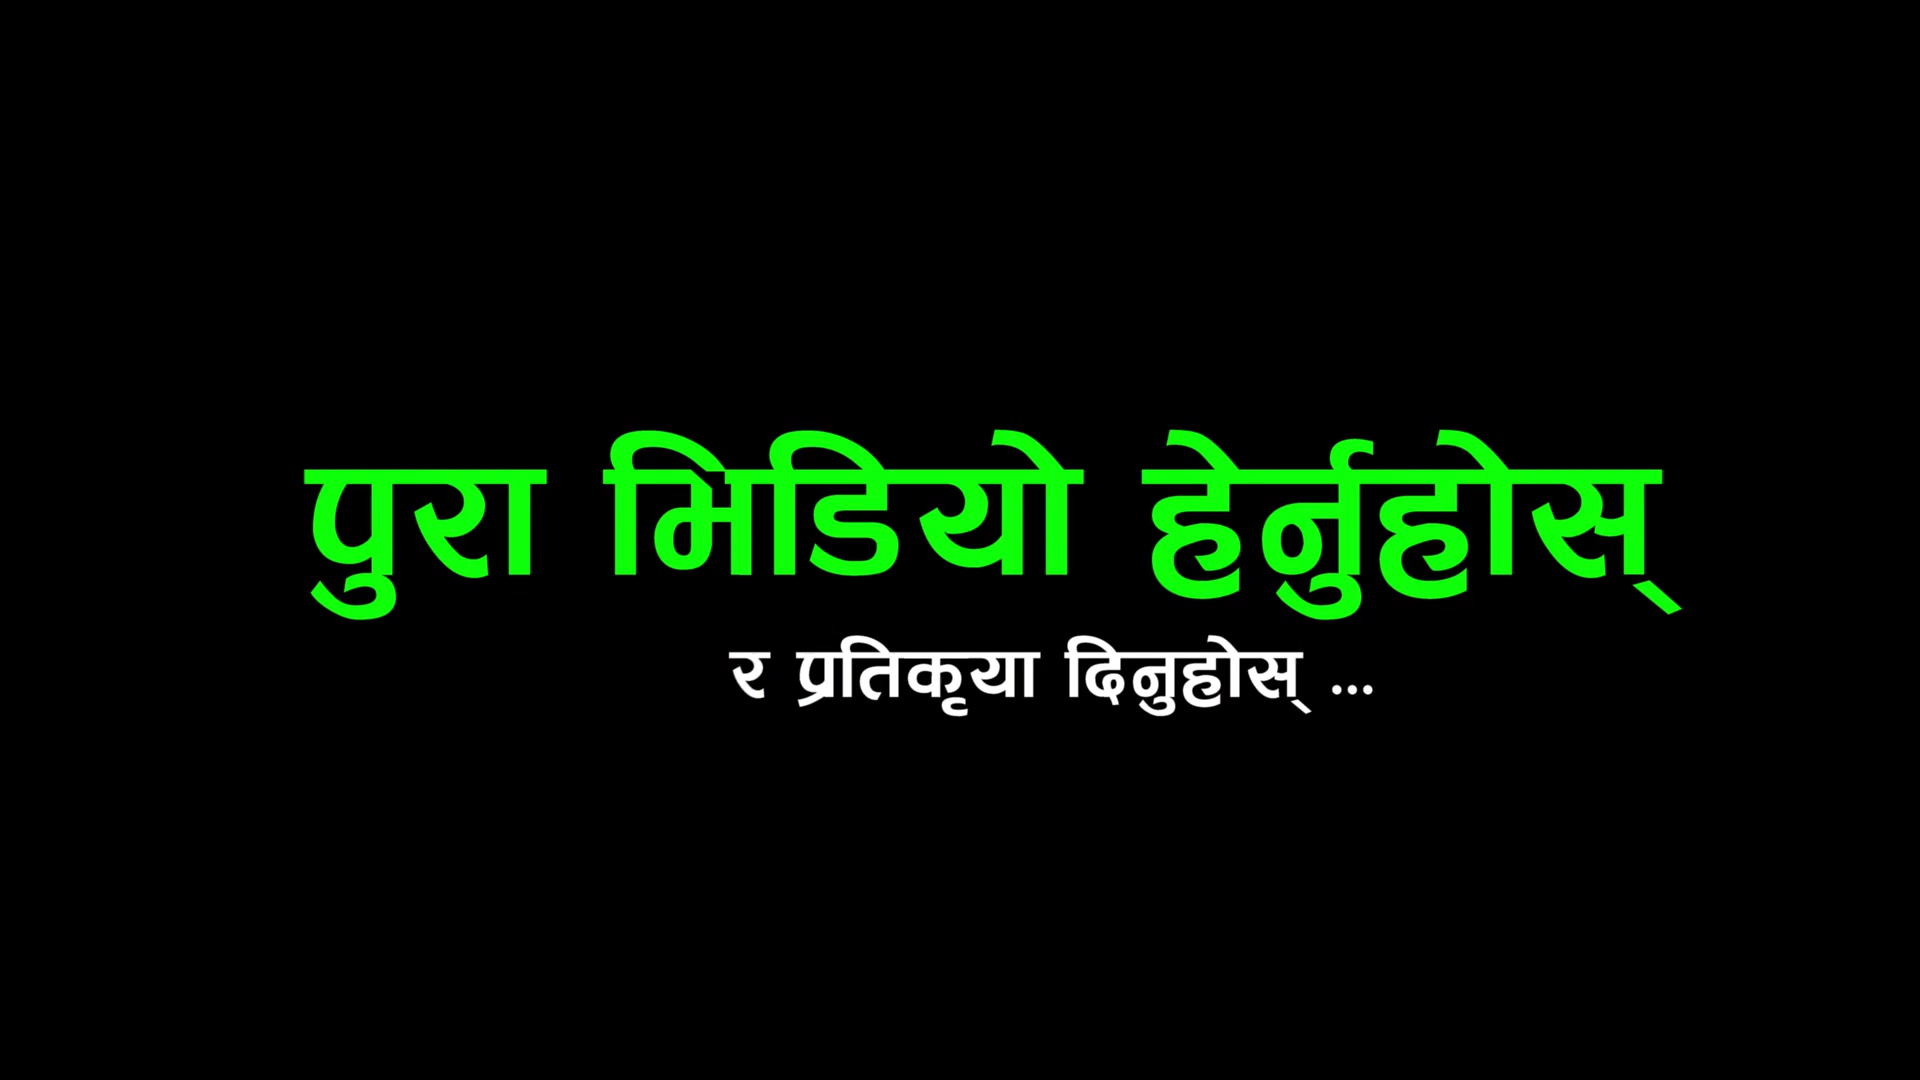 पुरा भिडियो हेर्नुहोस्
र प्रतिकृया दिनुहोस् ...